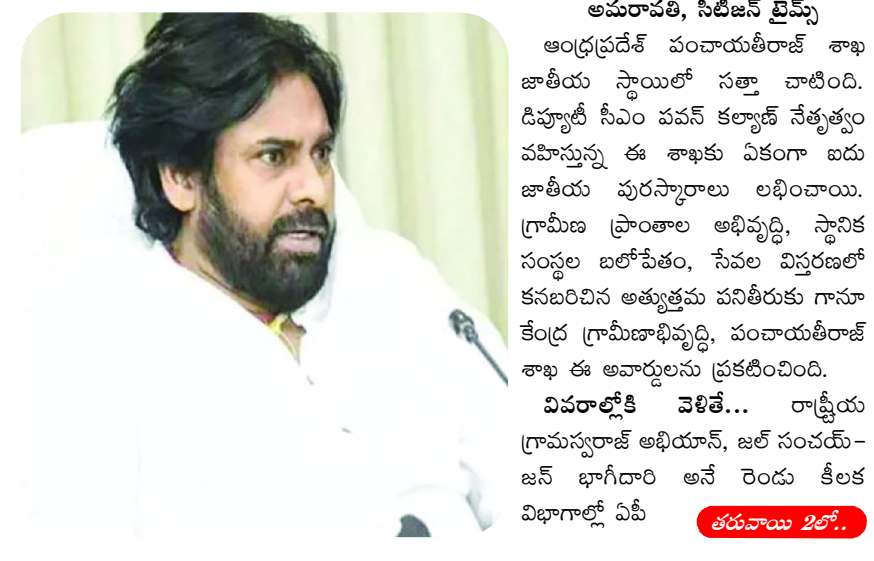 అమరావతి, సిటీజన్ టైమ్స్
ఆంధ్రప్రదేశ్ పంచాయతీరాజ్ శాఖ
జాతీయ స్థాయిలో సత్తా చాటింది.
డిప్యూటీ సీఎం పవన్ కల్యాణ్ నేతృత్వం
వహిస్తున్న ఈ శాఖకు ఏకంగా ఐదు
జాతీయ పురస్కారాలు లభించాయి.
గ్రామీణ ప్రాంతాల అభివృద్ధి, స్థానిక
సంస్థల బలోపేతం, సేవల విస్తరణలో
కనబరిచిన అత్యుత్తమ పనితీరుకు గానూ
కేంద్ర గ్రామీణాభివృద్ధి, పంచాయతీరాజ్
శాఖ ఈ అవార్డులను ప్రకటించింది.
వివరాల్లోకి వెళితే... రాష్ట్రీయ
గ్రామస్వరాజ్ అభియాన్, జల్ సంచయ్-
జన్ భాగీదారి అనే రెండు కీలక
విభాగాల్లో ఏపీ
తరువాయి 2లో..